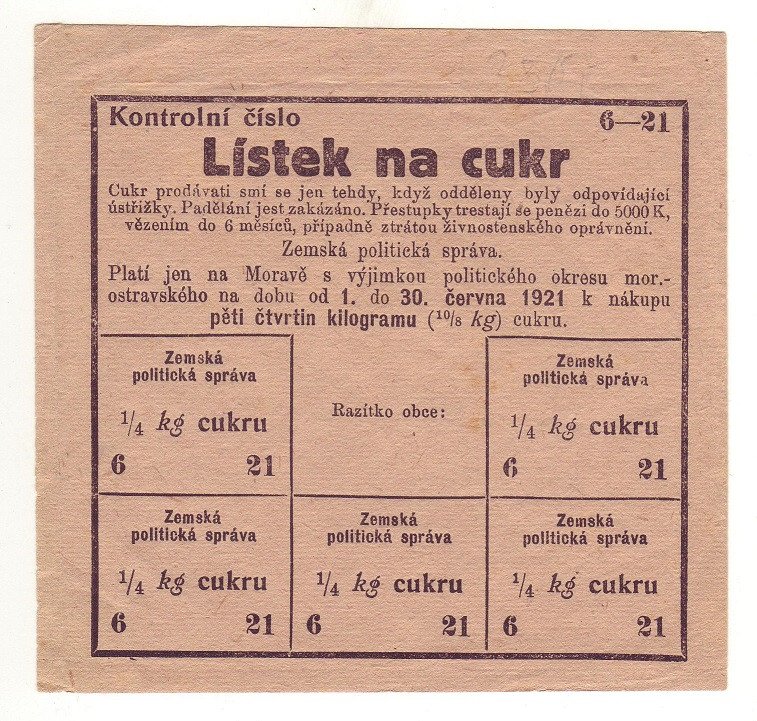 Kontrolní číslo 6—21
Lístek na cukr
Cukr prodávati smí se jen tehdy, když odděleny byly odpovídající
ústřižky. Padělání jest zakázáno. Přestupky trestají se penězi do 5000 K,
vězením do 6 měsíců, případně ztrátou živnostenského oprávnění.
Zemská politická správa.
Platí jen na Moravě s výjimkou politického okresu mor.-
ostravského na dobu od 1. do 30. června 1921 k nákupu
pěti čtvrtin kilogramu (¹⁰/₈ kg) cukru.
Zemská
politická správa
1/4 kg cukru
6 21
Razítko obce:
Zemská
politická správa
1/4 kg cukru
6 21
Zemská
politická správa
1/4 kg cukru
6 21
Zemská
politická správa
1/4 kg cukru
6 21
Zemská
politická správa
1/4 kg cukru
6 21